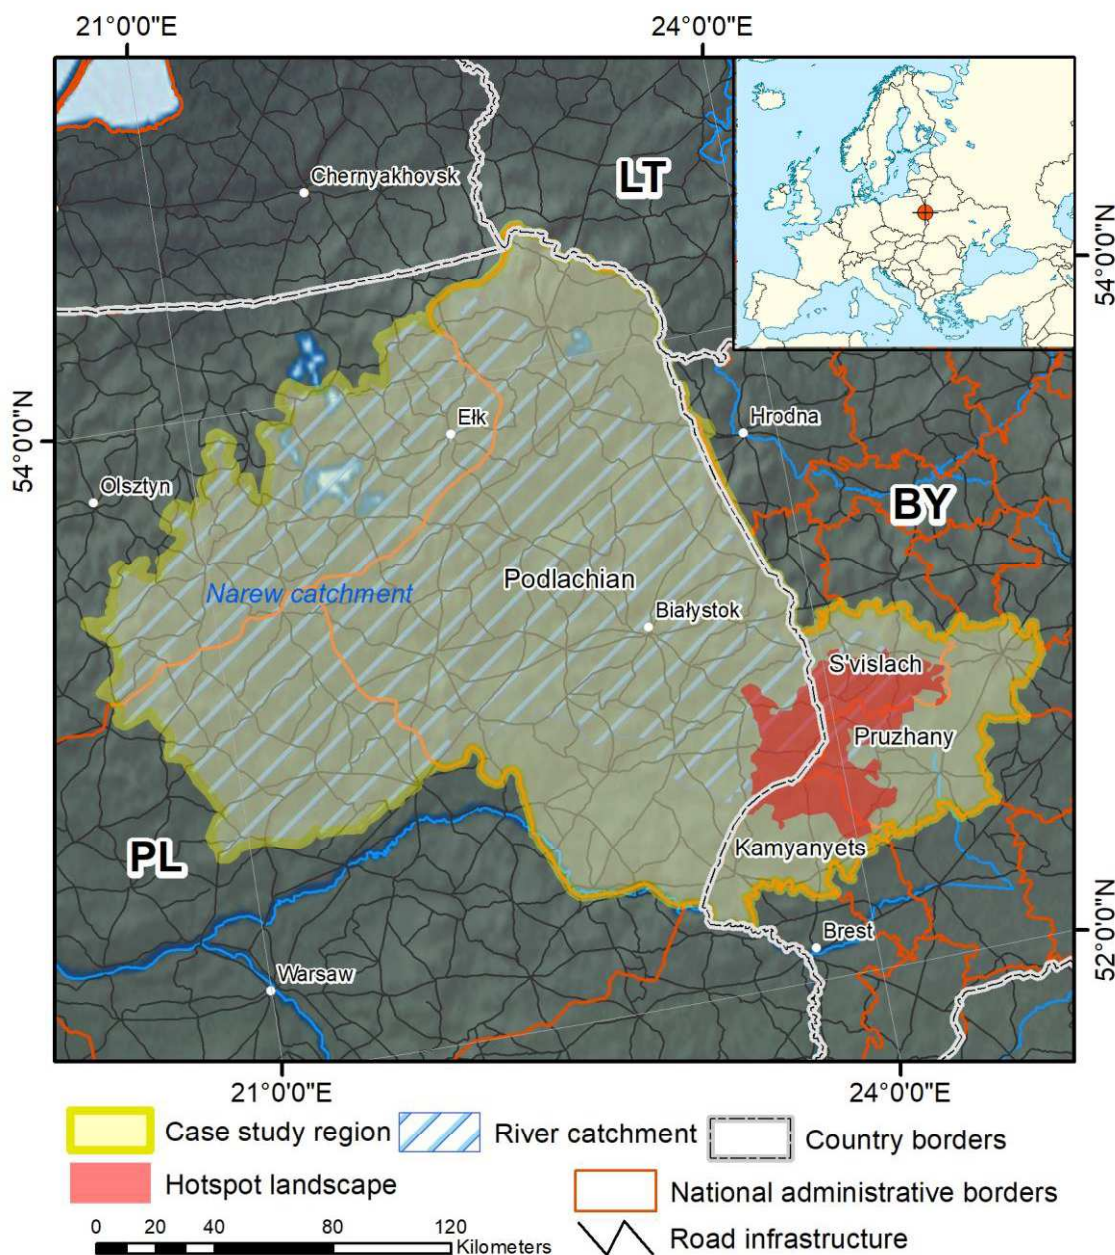 21°0'0"E
24°0'0"E
LT
Chernyakhovsk
54°0'0"N
Hrodna
Ełk
54°0'0"N
Olsztyn
BY
Podlachian
Narew catchment
Białystok
S'vislach
Pruzhany
PL
Kamyanyets
Brest
52°0'0"N
Warsaw
21°0'0"E
24°0'0"E
Case study region
River catchment
Country borders
Hotspot landscape
National administrative borders
0 20 40 80 120
Kilometers
Road infrastructure